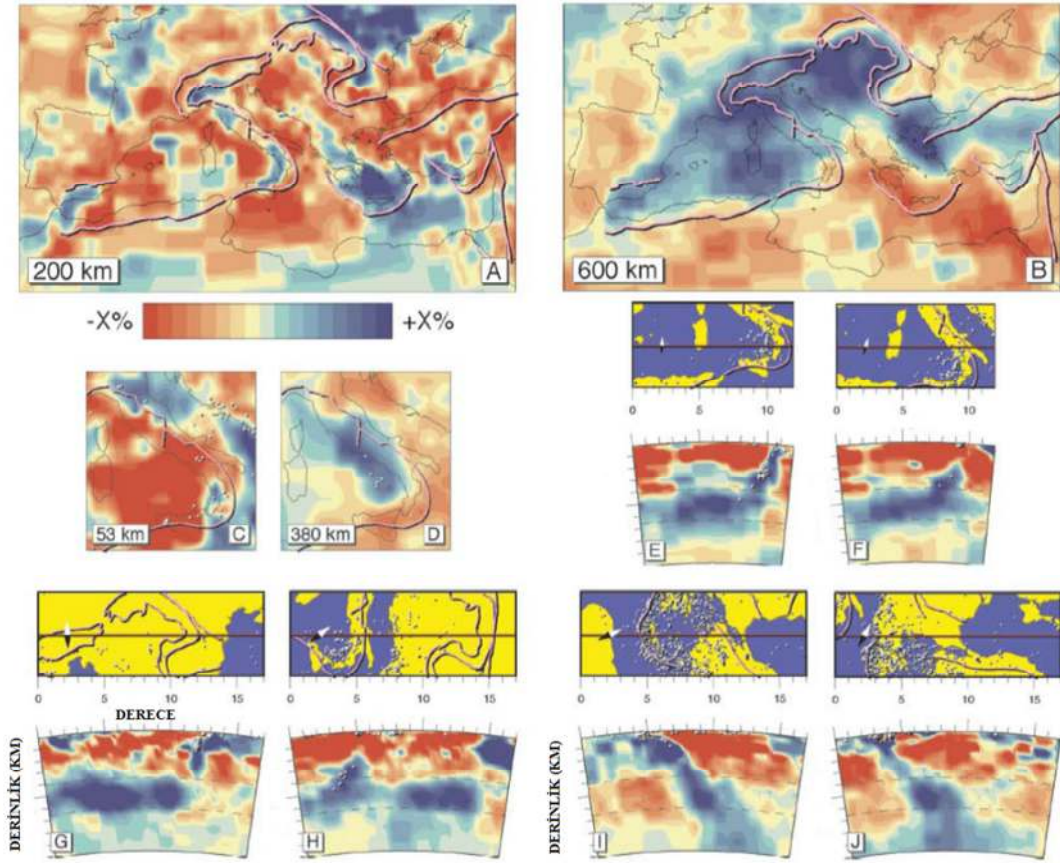 200 km
A
600 km
B
-X%
+X%
0 5 10
0 5 10
53 km
C
380 km
D
E
F
0 5 10 15
0 5 10 15
0 5 10 15
0 5 10 15
DERECE
DERİNLİK (KM)
G
H
DERİNLİK (KM)
I
J